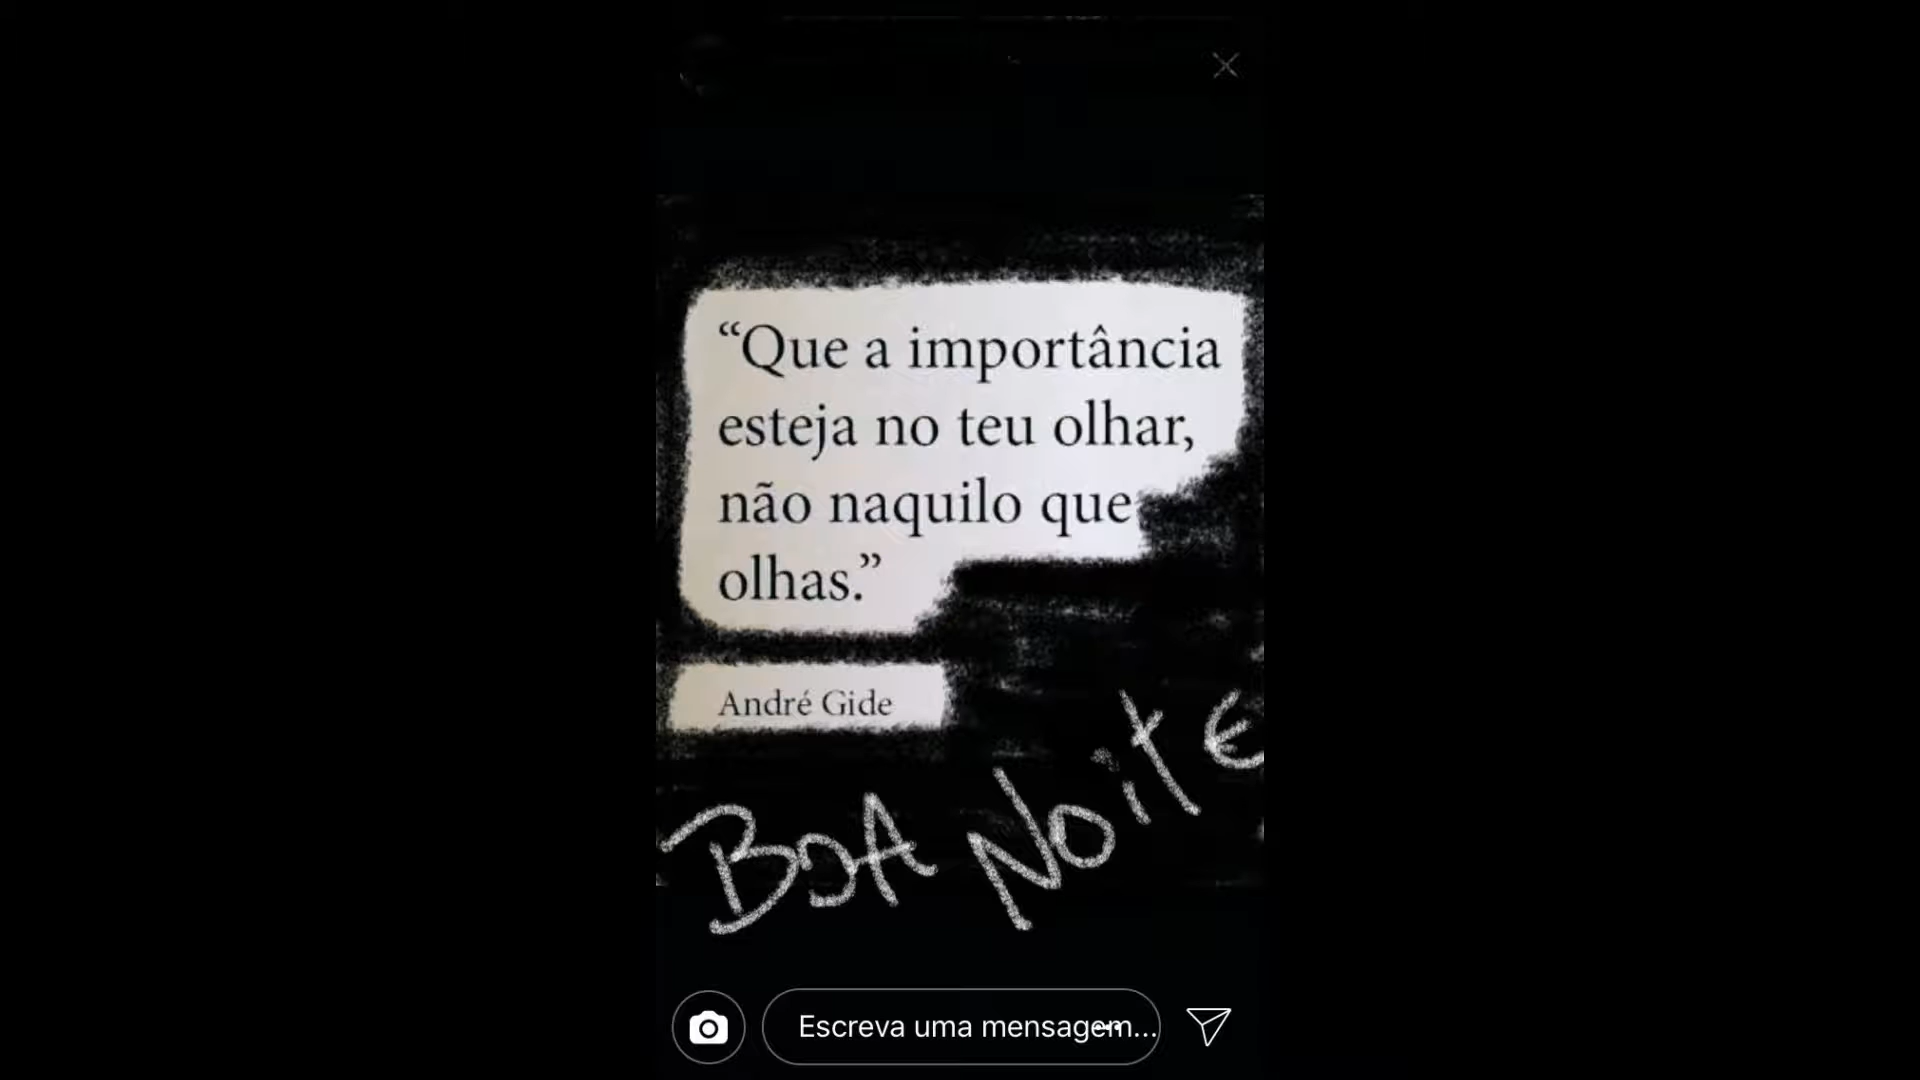 “Que a importância
esteja no teu olhar,
não naquilo que
olhas.”
André Gide
BOA NOITE
Escreva uma mensagem...